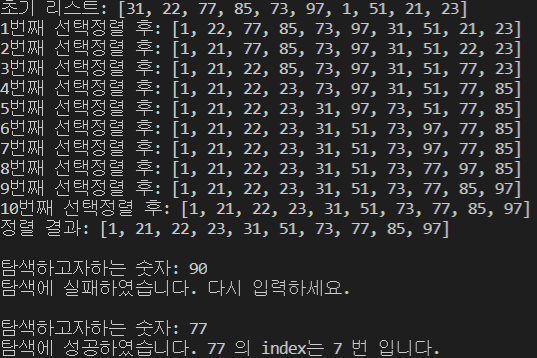 초기 리스트: [31, 22, 77, 85, 73, 97, 1, 51, 21, 23]
1번째 선택정렬 후: [1, 22, 77, 85, 73, 97, 31, 51, 21, 23]
2번째 선택정렬 후: [1, 21, 77, 85, 73, 97, 31, 51, 22, 23]
3번째 선택정렬 후: [1, 21, 22, 85, 73, 97, 31, 51, 77, 23]
4번째 선택정렬 후: [1, 21, 22, 23, 73, 97, 31, 51, 77, 85]
5번째 선택정렬 후: [1, 21, 22, 23, 31, 97, 73, 51, 77, 85]
6번째 선택정렬 후: [1, 21, 22, 23, 31, 51, 73, 97, 77, 85]
7번째 선택정렬 후: [1, 21, 22, 23, 31, 51, 73, 97, 77, 85]
8번째 선택정렬 후: [1, 21, 22, 23, 31, 51, 73, 77, 97, 85]
9번째 선택정렬 후: [1, 21, 22, 23, 31, 51, 73, 77, 85, 97]
10번째 선택정렬 후: [1, 21, 22, 23, 31, 51, 73, 77, 85, 97]
정렬 결과: [1, 21, 22, 23, 31, 51, 73, 77, 85, 97]
탐색하고자하는 숫자: 90
탐색에 실패하였습니다. 다시 입력하세요.
탐색하고자하는 숫자: 77
탐색에 성공하였습니다. 77 의 index는 7 번 입니다.